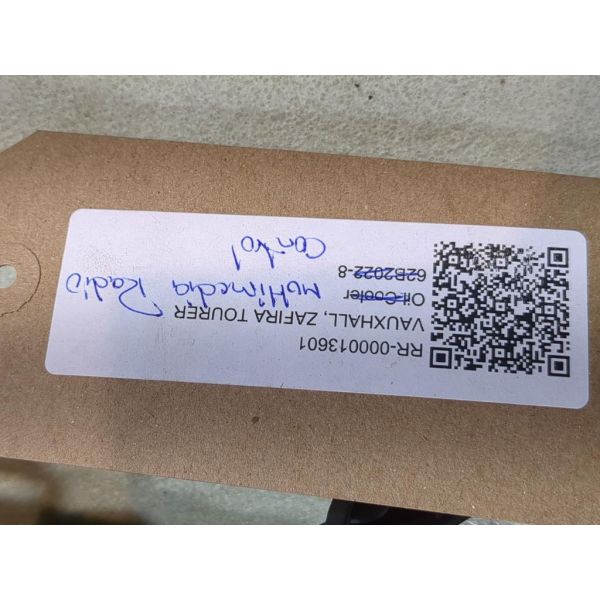 RR-000013601
VAUXHALL, ZAFIRA TOURER
Oil Cooler Multimedia Radio
62B2022-8 Control